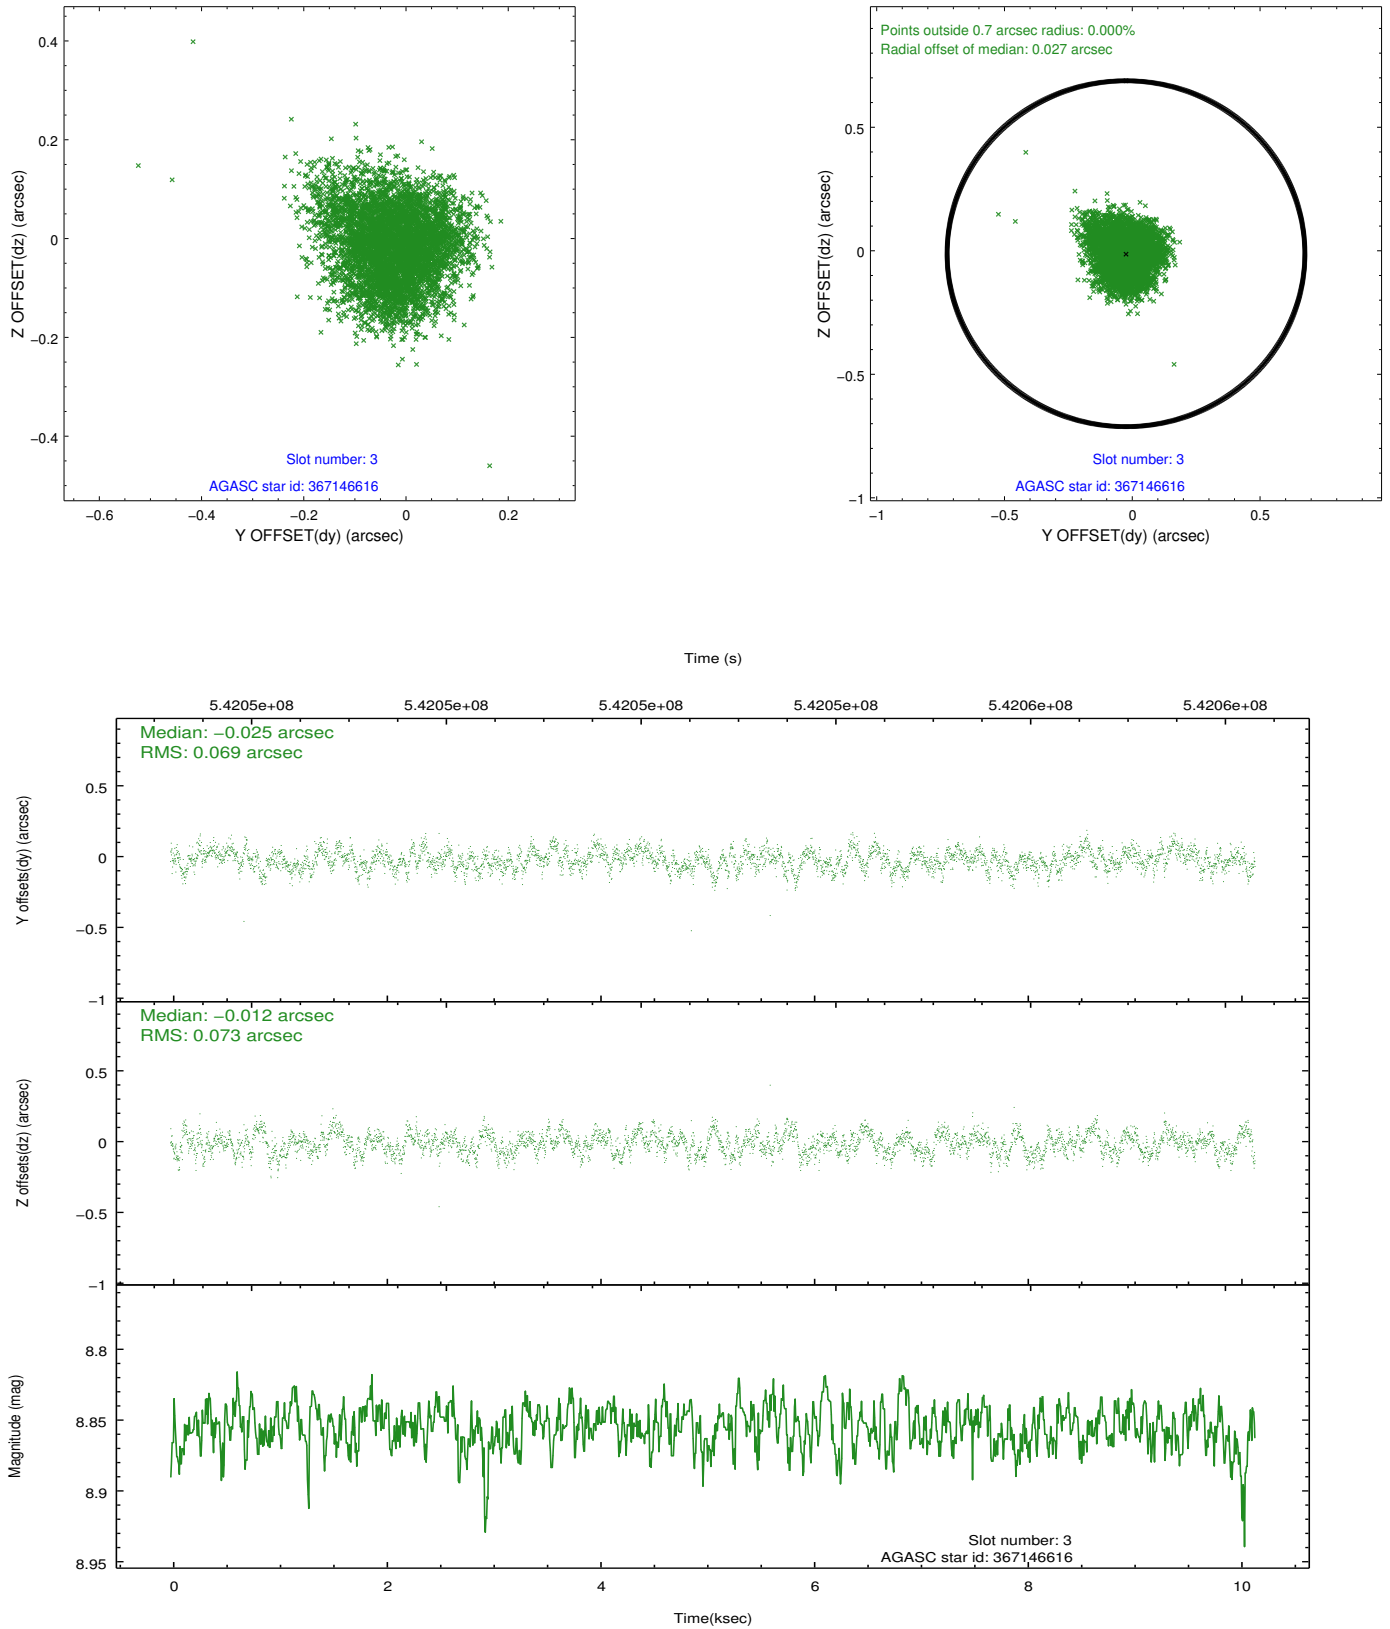 0.4
0.2
0
−0.2
−0.4
Z OFFSET(dz) (arcsec)
Slot number: 3
AGASC star id: 367146616
−0.6
−0.4
−0.2
0
0.2
Y OFFSET(dy) (arcsec)
Points outside 0.7 arcsec radius: 0.000%
Radial offset of median: 0.027 arcsec
0.5
0
−0.5
−1
Z OFFSET(dz) (arcsec)
Slot number: 3
AGASC star id: 367146616
−1
−0.5
0
0.5
Y OFFSET(dy) (arcsec)
Time (s)
5.4205e+08
5.4205e+08
5.4205e+08
5.4205e+08
5.4206e+08
5.4206e+08
Median: −0.025 arcsec
RMS: 0.069 arcsec
0.5
0
−0.5
−1
Y offsets(dy) (arcsec)
Median: −0.012 arcsec
RMS: 0.073 arcsec
0.5
0
−0.5
−1
Z offsets(dz) (arcsec)
8.8
8.85
8.9
8.95
Magnitude (mag)
Slot number: 3
AGASC star id: 367146616
0
2
4
6
8
10
Time(ksec)